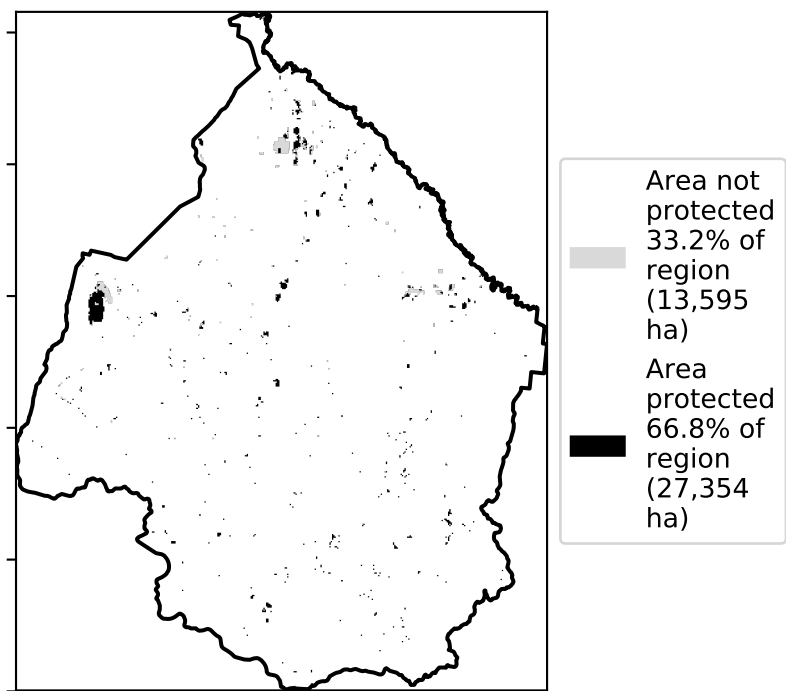 Area not
protected
33.2% of
region
(13,595
ha)
Area
protected
66.8% of
region
(27,354
ha)